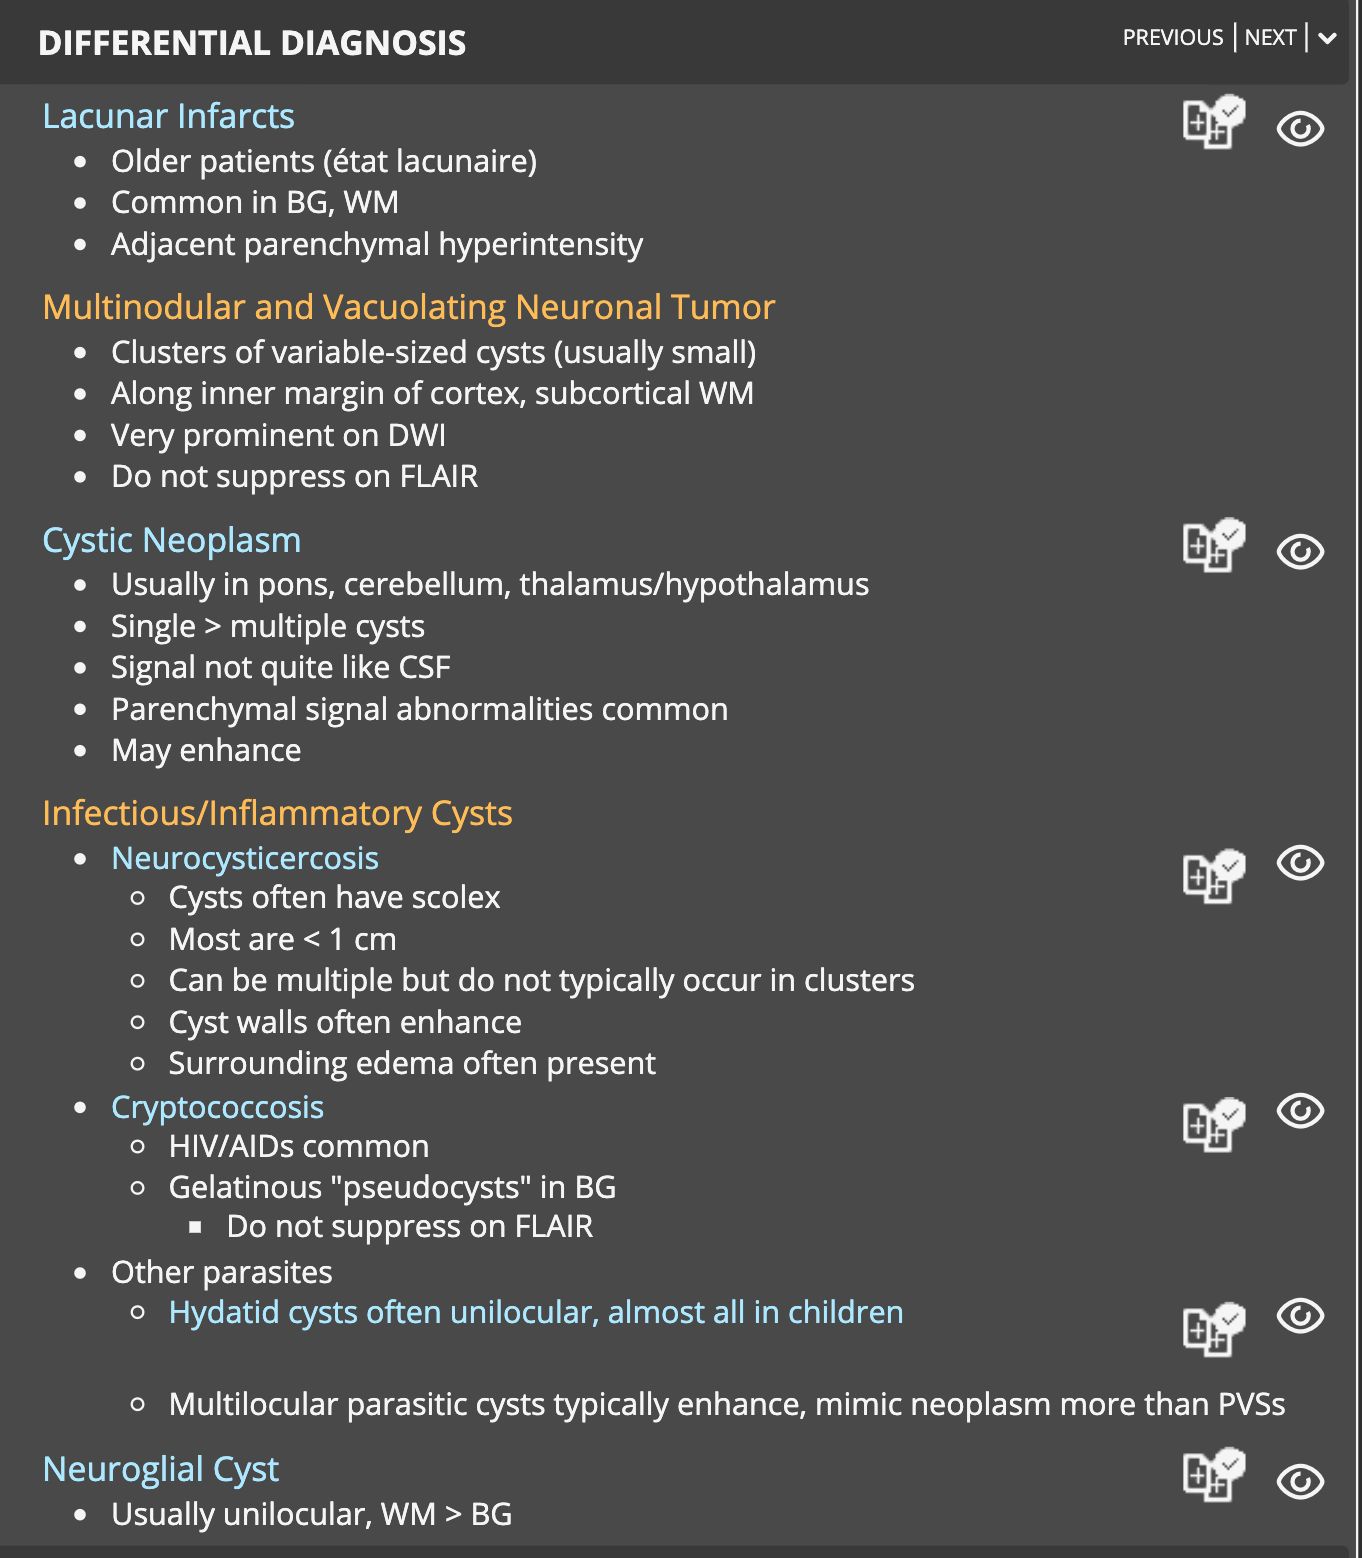 DIFFERENTIAL DIAGNOSIS
PREVIOUS | NEXT |
Lacunar Infarcts
• Older patients (état lacunaire)
• Common in BG, WM
• Adjacent parenchymal hyperintensity
Multinodular and Vacuolating Neuronal Tumor
• Clusters of variable-sized cysts (usually small)
• Along inner margin of cortex, subcortical WM
• Very prominent on DWI
• Do not suppress on FLAIR
Cystic Neoplasm
• Usually in pons, cerebellum, thalamus/hypothalamus
• Single > multiple cysts
• Signal not quite like CSF
• Parenchymal signal abnormalities common
• May enhance
Infectious/Inflammatory Cysts
• Neurocysticercosis
○ Cysts often have scolex
○ Most are < 1 cm
○ Can be multiple but do not typically occur in clusters
○ Cyst walls often enhance
○ Surrounding edema often present
• Cryptococcosis
○ HIV/AIDs common
○ Gelatinous "pseudocysts" in BG
▪ Do not suppress on FLAIR
• Other parasites
○ Hydatid cysts often unilocular, almost all in children
○ Multilocular parasitic cysts typically enhance, mimic neoplasm more than PVSs
Neuroglial Cyst
• Usually unilocular, WM > BG